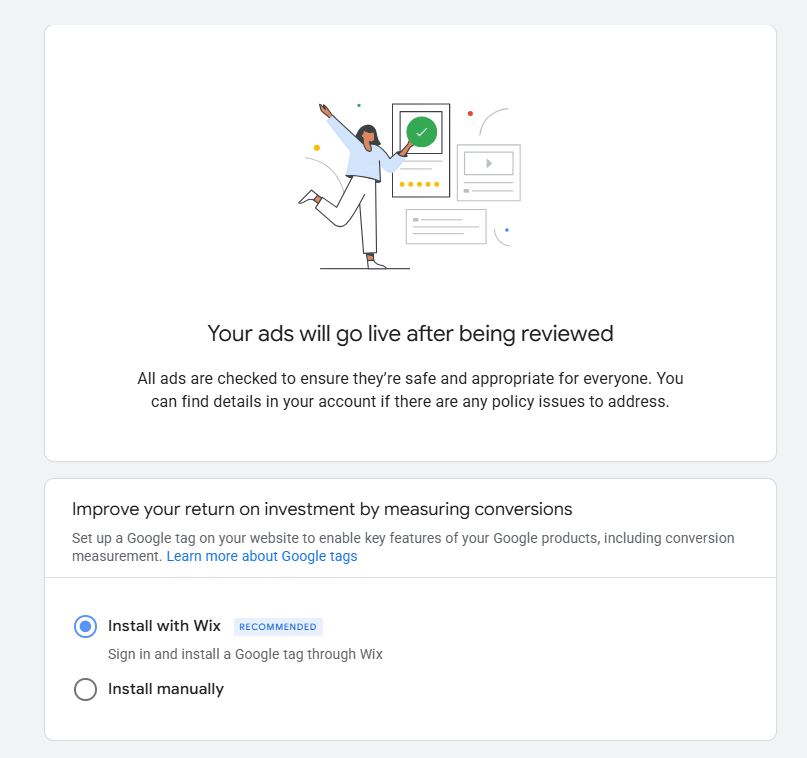 Your ads will go live after being reviewed
All ads are checked to ensure they’re safe and appropriate for everyone. You
can find details in your account if there are any policy issues to address.
Improve your return on investment by measuring conversions
Set up a Google tag on your website to enable key features of your Google products, including conversion
measurement. Learn more about Google tags
Install with Wix RECOMMENDED
Sign in and install a Google tag through Wix
Install manually